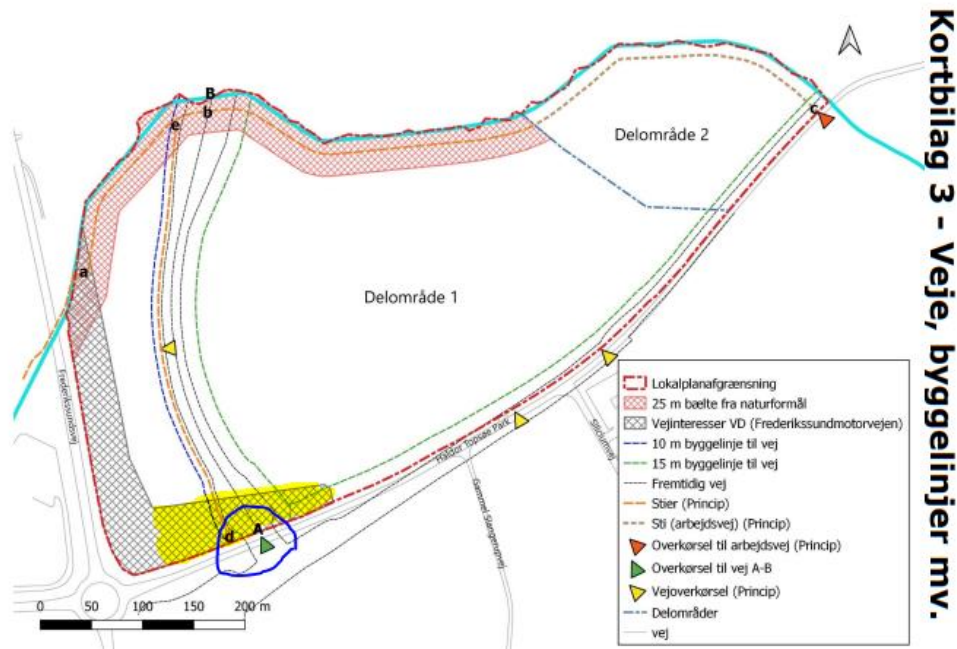 Kortbilag 3 - Veje, byggelinjer mv.
B
b
e
c
Delområde 2
a
Delområde 1
Frederikssundsvej
Haldor Topsøe Park
Gammel Slangerupvej
A
d
0 50 100 150 200 m
Lokalplanafgrænsning
25 m bælte fra naturformål
Vejinteresser VD (Frederikssundmotorvejen)
10 m byggelinje til vej
15 m byggelinje til vej
Fremtidig vej
Stier (Princip)
Sti (arbejdsvej) (Princip)
Overkørsel til arbejdsvej (Princip)
Overkørsel til vej A-B
Vejoverkørsel (Princip)
Delområder
vej